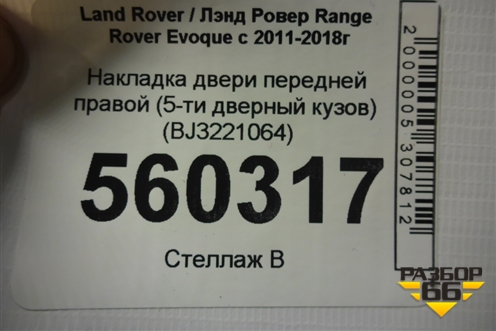 Land Rover / Лэнд Ровер Range
Rover Evoque с 2011-2018г
Накладка двери передней
правой (5-ти дверный кузов)
(BJ3221064)
560317
Стеллаж В
2000005307812
РАЗБОР
66